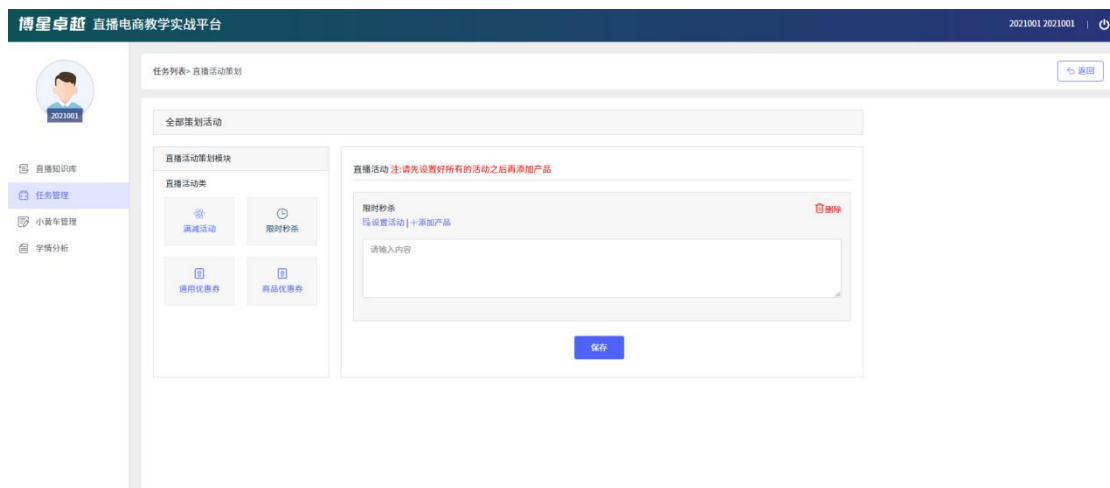 博星卓越 直播电商教学实战平台
2021001 2021001
任务列表> 直播活动策划
返回
2021001
全部策划活动
直播知识库
任务管理
小黄车管理
学情分析
直播活动策划模块
直播活动类
满减活动
限时秒杀
通用优惠券
商品优惠券
直播活动 注:请先设置好所有的活动之后再添加产品
限时秒杀
删除
设置活动 | 添加产品
请输入内容
保存